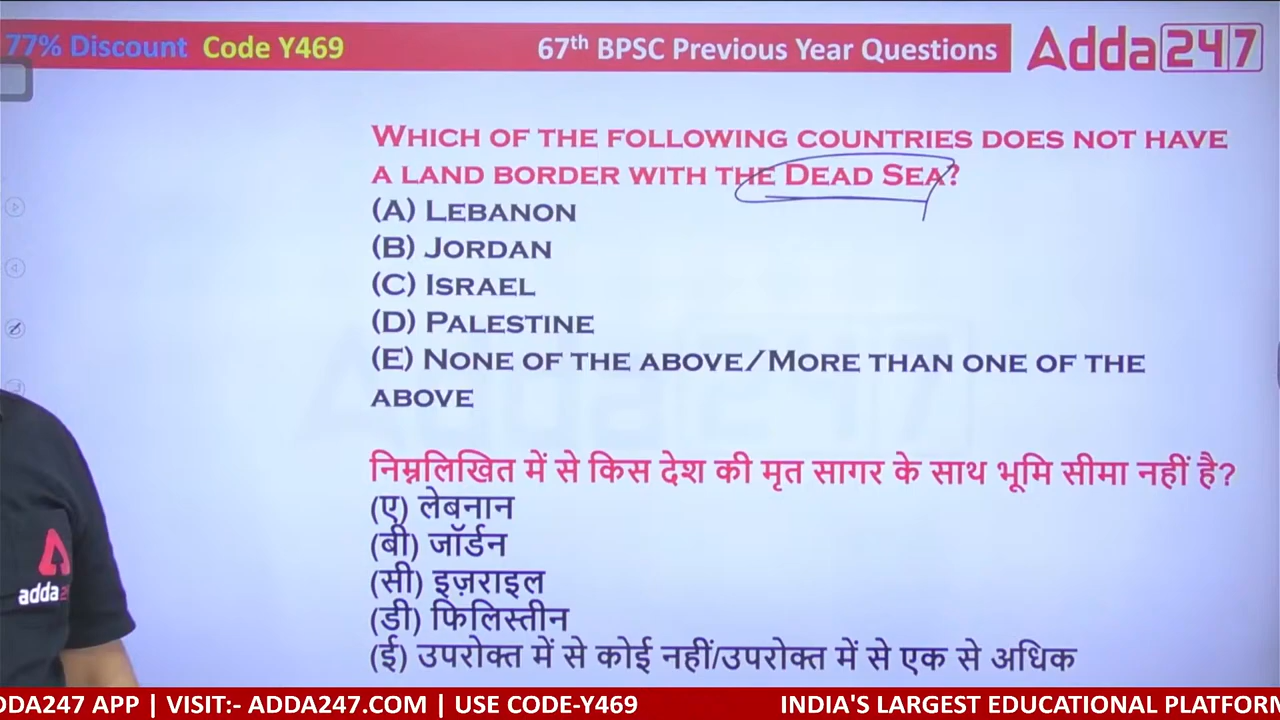 77% Discount Code Y469
67th BPSC Previous Year Questions
Adda247
WHICH OF THE FOLLOWING COUNTRIES DOES NOT HAVE
A LAND BORDER WITH THE DEAD SEA?
(A) LEBANON
(B) JORDAN
(C) ISRAEL
(D) PALESTINE
(E) NONE OF THE ABOVE/MORE THAN ONE OF THE
ABOVE
निम्नलिखित में से किस देश की मृत सागर के साथ भूमि सीमा नहीं है?
(ए) लेबनान
(बी) जॉर्डन
(सी) इज़राइल
(डी) फिलिस्तीन
(ई) उपरोक्त में से कोई नहीं/उपरोक्त में से एक से अधिक
adda2
DDA247 APP | VISIT:- ADDA247.COM | USE CODE-Y469
INDIA'S LARGEST EDUCATIONAL PLATFORM